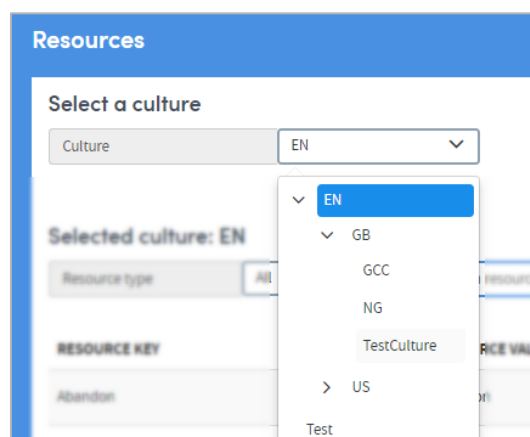 Resources
Select a culture
Culture EN
EN
Selected culture: EN
GB
Resource type All
GCC
NG
RESOURCE KEY
TestCulture
Abandon
US
Test